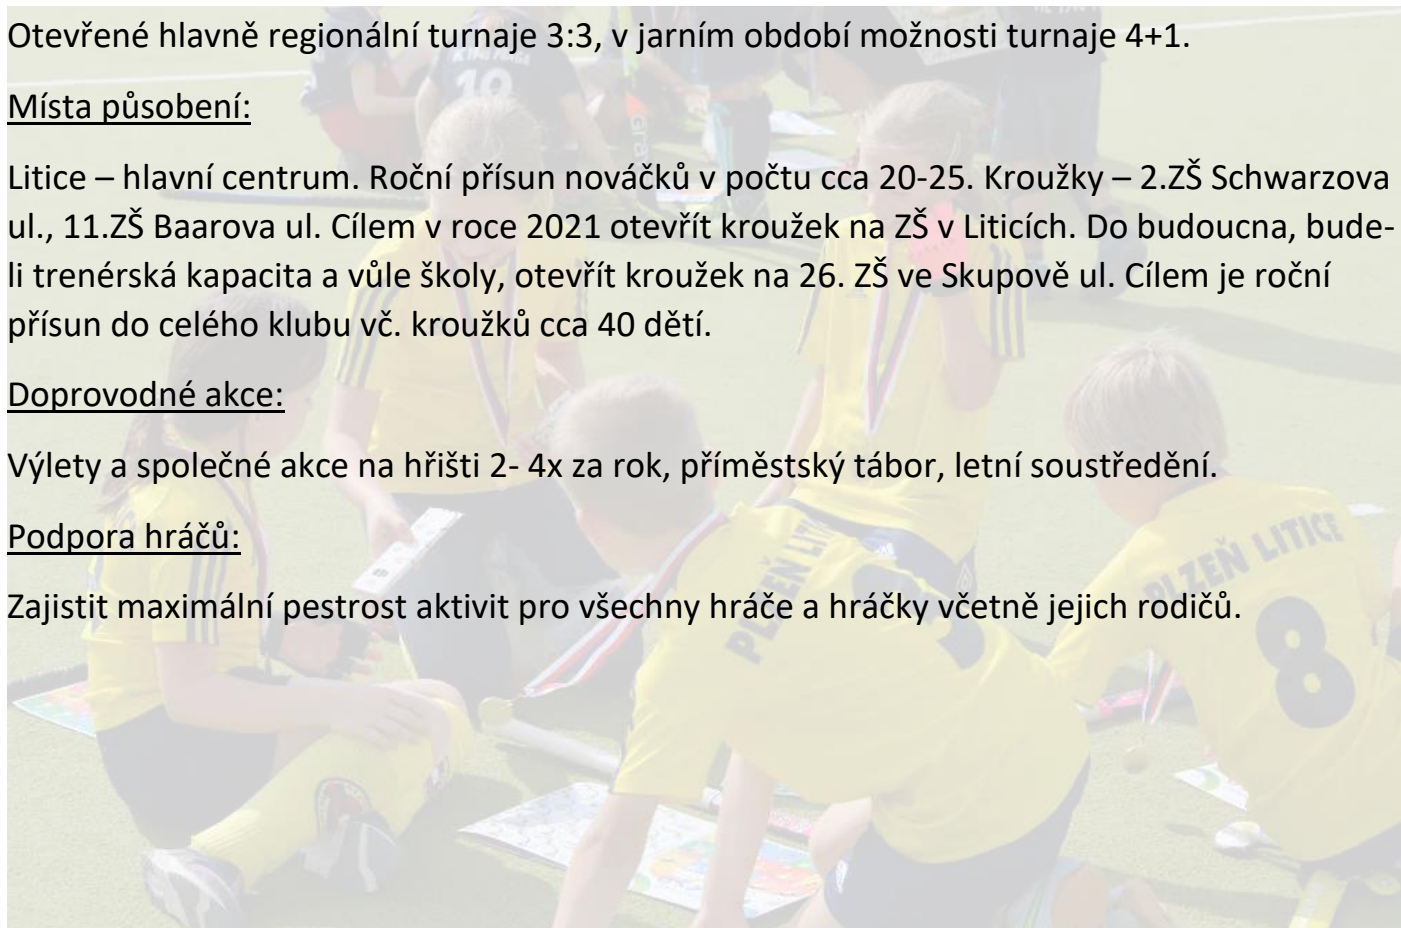 Otevřené hlavně regionální turnaje 3:3, v jarním období možnosti turnaje 4+1.
Místa působení:
Litice – hlavní centrum. Roční přísun nováčků v počtu cca 20-25. Kroužky – 2.ZŠ Schwarzova
ul., 11.ZŠ Baarova ul. Cílem v roce 2021 otevřít kroužek na ZŠ v Liticích. Do budoucna, bude-
li trenérská kapacita a vůle školy, otevřít kroužek na 26. ZŠ ve Skupově ul. Cílem je roční
přísun do celého klubu vč. kroužků cca 40 dětí.
Doprovodné akce:
Výlety a společné akce na hřišti 2- 4x za rok, příměstský tábor, letní soustředění.
Podpora hráčů:
Zajistit maximální pestrost aktivit pro všechny hráče a hráčky včetně jejich rodičů.
10
PLZEŇ LITICE
8
PLZEŇ